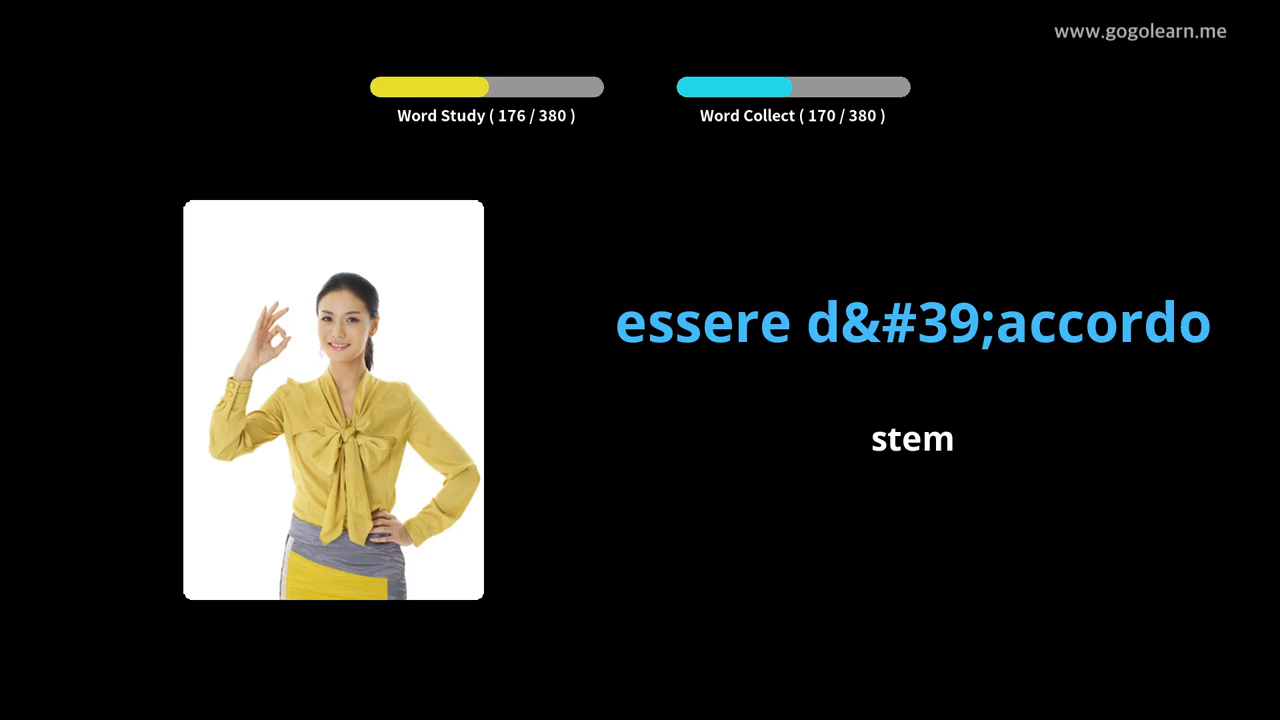 www.gogolearn.me
Word Study ( 176 / 380 )
Word Collect ( 170 / 380 )
essere d&#39;accordo
stem